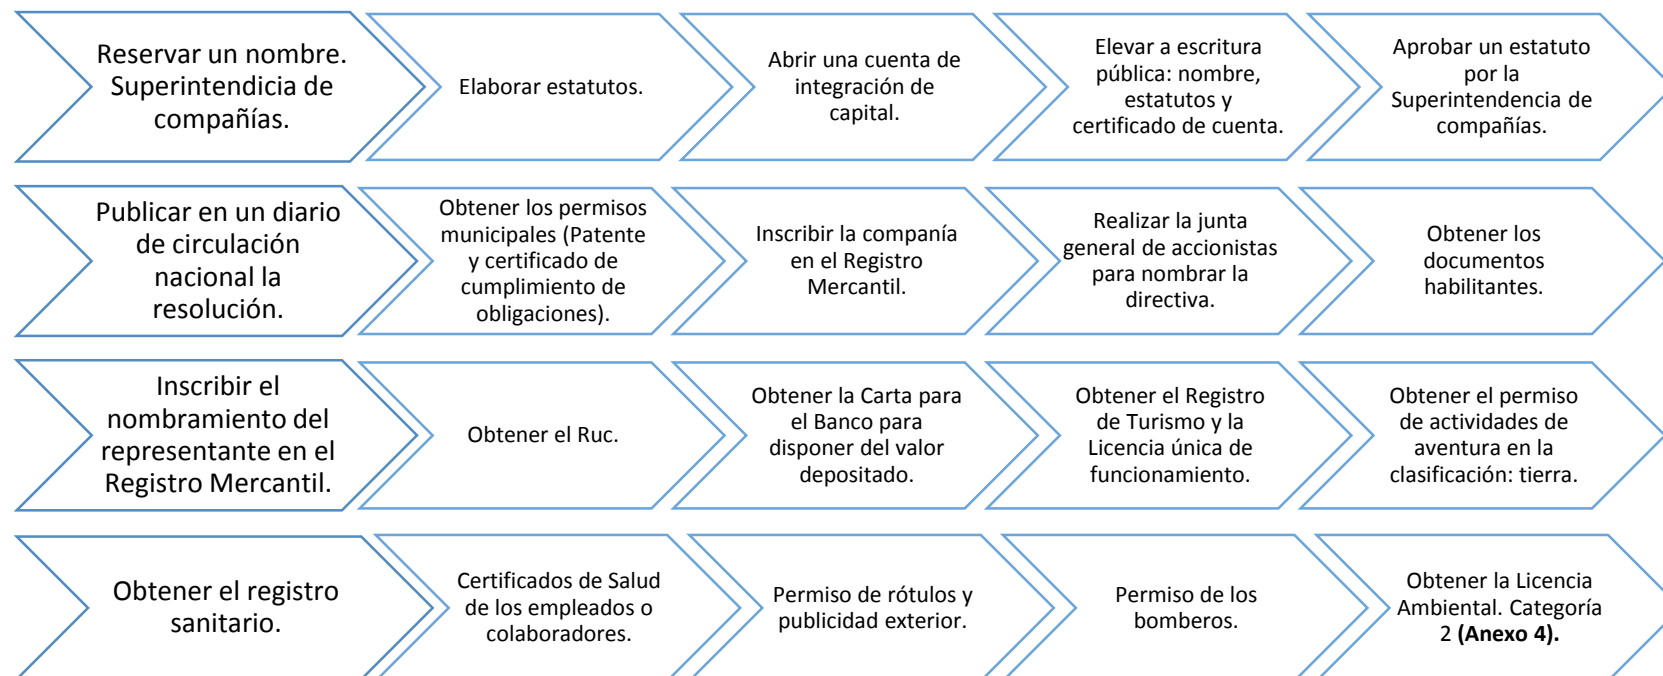 Reservar un nombre.
Superintendicia de
compañías.
Elaborar estatutos.
Abrir una cuenta de
integración de
capital.
Elevar a escritura
pública: nombre,
estatutos y
certificado de cuenta.
Aprobar un estatuto
por la
Superintendencia de
compañías.
Publicar en un diario
de circulación
nacional la
resolución.
Obtener los permisos
municipales (Patente
y certificado de
cumplimiento de
obligaciones).
Inscribir la companía
en el Registro
Mercantil.
Realizar la junta
general de accionistas
para nombrar la
directiva.
Obtener los
documentos
habilitantes.
Inscribir el
nombramiento del
representante en el
Registro Mercantil.
Obtener el Ruc.
Obtener la Carta para
el Banco para
disponer del valor
depositado.
Obtener el Registro
de Turismo y la
Licencia única de
funcionamiento.
Obtener el permiso
de actividades de
aventura en la
clasificación: tierra.
Obtener el registro
sanitario.
Certificados de Salud
de los empleados o
colaboradores.
Permiso de rótulos y
publicidad exterior.
Permiso de los
bomberos.
Obtener la Licencia
Ambiental. Categoría
2 (Anexo 4).